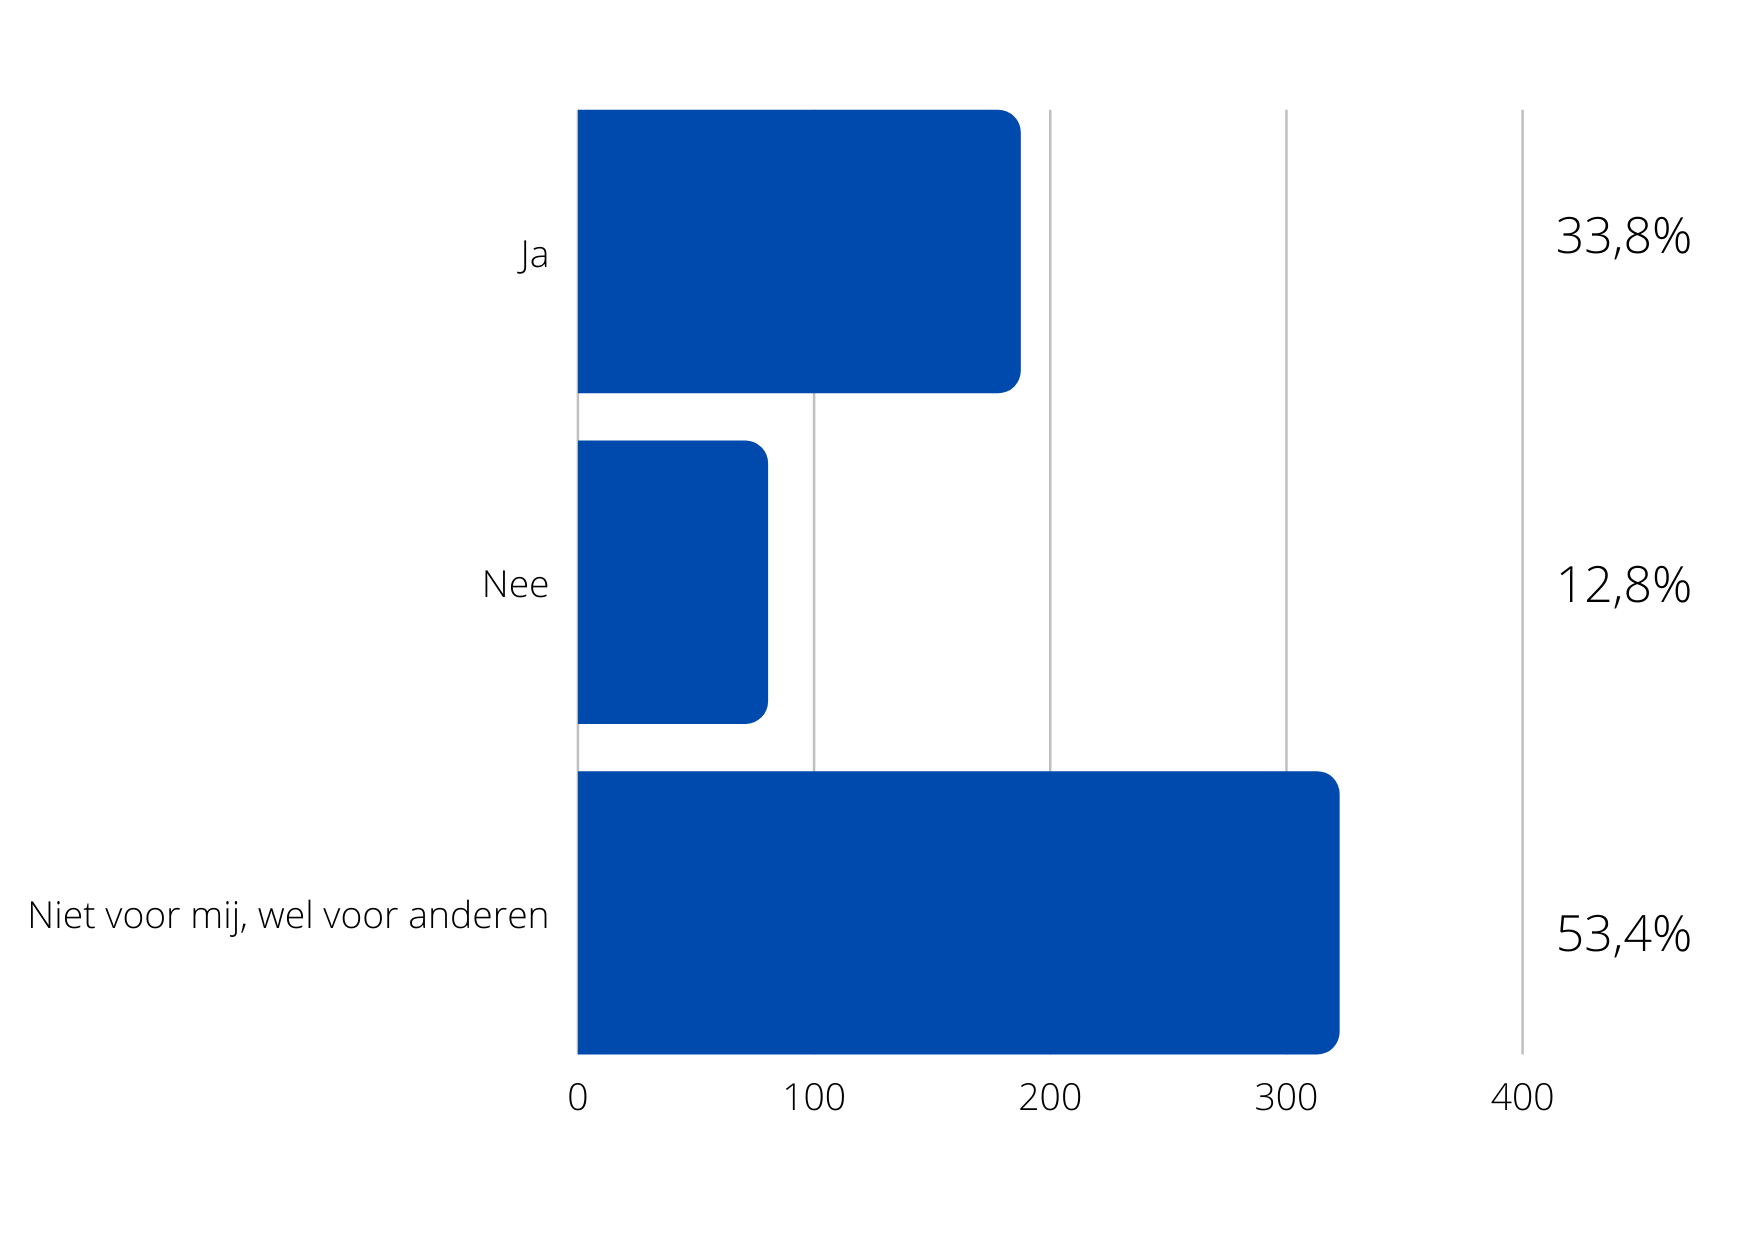 Ja
33,8%
Nee
12,8%
Niet voor mij, wel voor anderen
53,4%
0 100 200 300 400